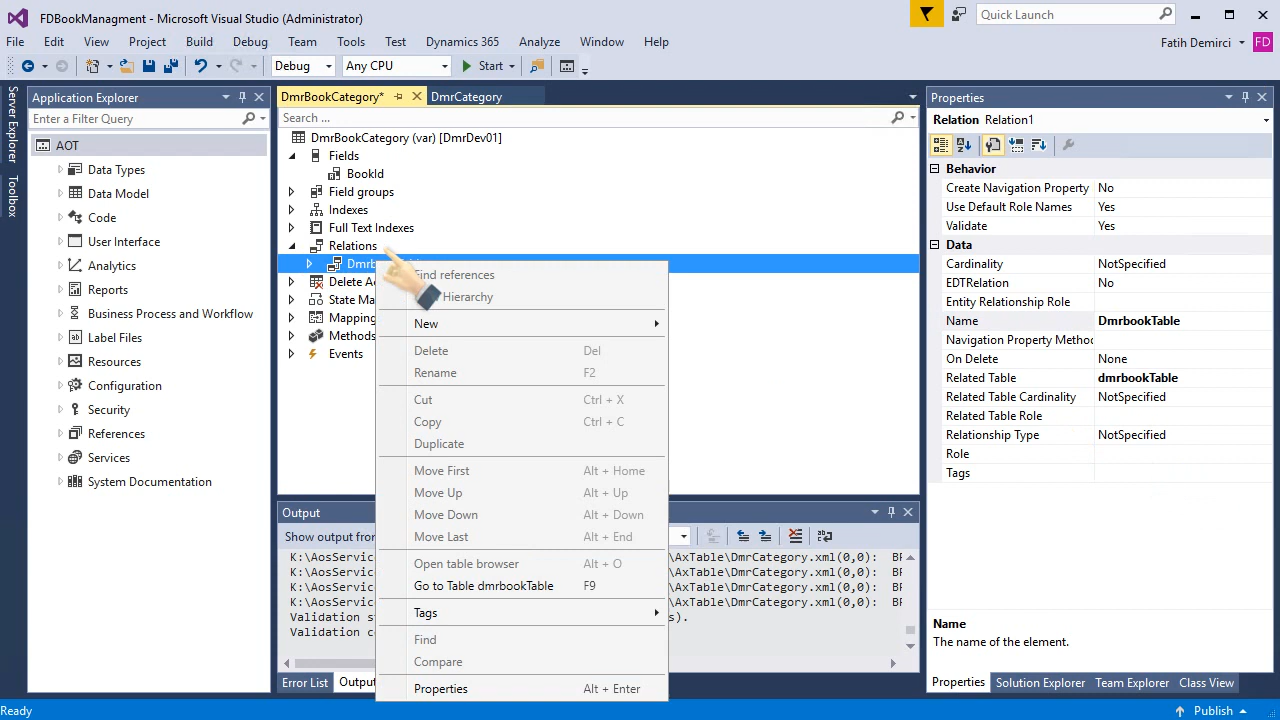 FDBookManagment - Microsoft Visual Studio (Administrator)
Quick Launch
File Edit View Project Build Debug Team Tools Test Dynamics 365 Analyze Window Help
Fatih Demirci FD
Debug Any CPU Start
Server Explorer
Toolbox
Application Explorer
Enter a Filter Query
AOT
Data Types
Data Model
Code
User Interface
Analytics
Reports
Business Process and Workflow
Label Files
Resources
Configuration
Security
References
Services
System Documentation
DmrBookCategory* DmrCategory
Search ...
DmrBookCategory (var) [DmrDev01]
Fields
BookId
Field groups
Indexes
Full Text Indexes
Relations
Delete
State Ma
Mapping
Methods
Events
Find references
Hierarchy
New
Delete Del
Rename F2
Cut Ctrl + X
Copy Ctrl + C
Duplicate
Move First Alt + Home
Move Up Alt + Up
Move Down Alt + Down
Move Last Alt + End
Open table browser Alt + O
Go to Table dmrbookTable F9
Tags
Find
Compare
Properties Alt + Enter
Output
Show output from
K:\AosService \AxTable\DmrCategory.xml(0,0): BP
K:\AosService \AxTable\DmrCategory.xml(0,0): BP
K:\AosService \AxTable\DmrCategory.xml(0,0): BP
K:\AosService \AxTable\DmrCategory.xml(0,0): BP
Validation s s).
Validation c
Error List Output
Properties
Relation Relation1
Behavior
Create Navigation Property No
Use Default Role Names Yes
Validate Yes
Data
Cardinality NotSpecified
EDTRelation No
Entity Relationship Role
Name DmrbookTable
Navigation Property Method
On Delete None
Related Table dmrbookTable
Related Table Cardinality NotSpecified
Related Table Role
Relationship Type NotSpecified
Role
Tags
Name
The name of the element.
Properties Solution Explorer Team Explorer Class View
Ready
Publish